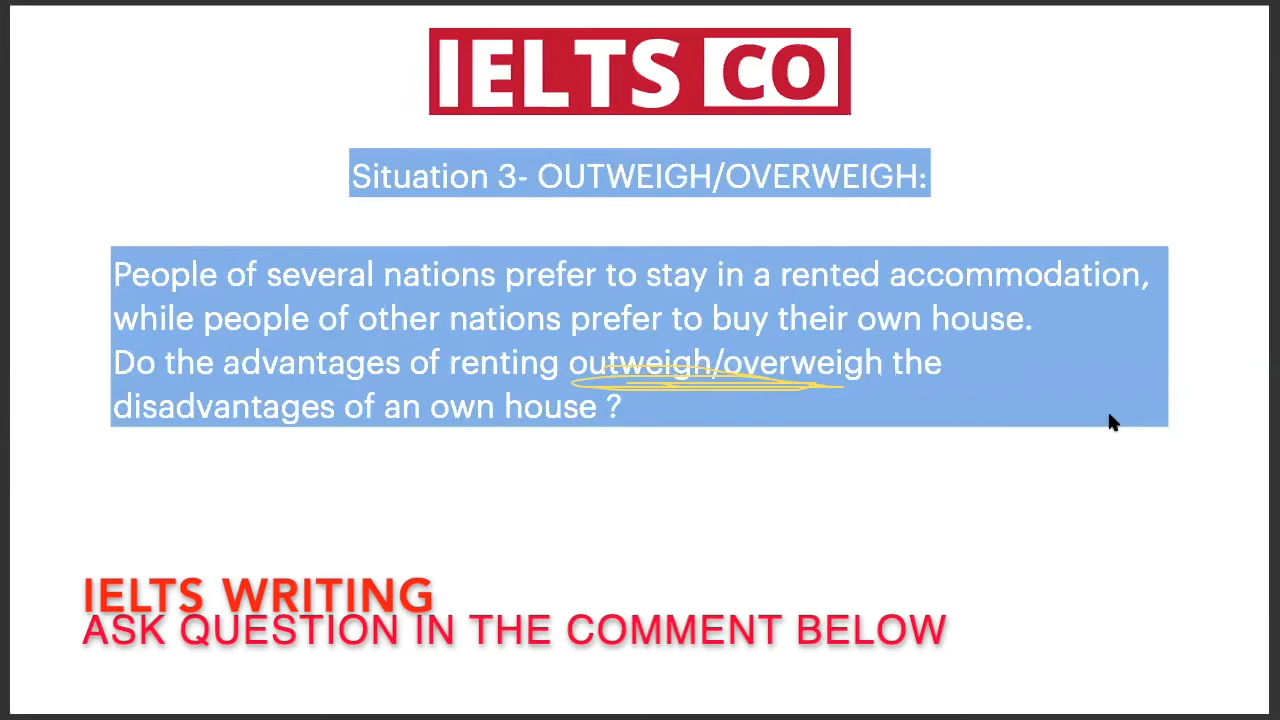 IELTS CO
Situation 3- OUTWEIGH/OVERWEIGH:
People of several nations prefer to stay in a rented accommodation,
while people of other nations prefer to buy their own house.
Do the advantages of renting outweigh/overweigh the
disadvantages of an own house ?
IELTS WRITING
ASK QUESTION IN THE COMMENT BELOW